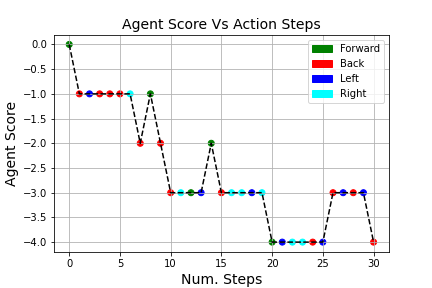 Agent Score Vs Action Steps
Agent Score
0.0
−0.5
−1.0
−1.5
−2.0
−2.5
−3.0
−3.5
−4.0
Forward
Back
Left
Right
0 5 10 15 20 25 30
Num. Steps